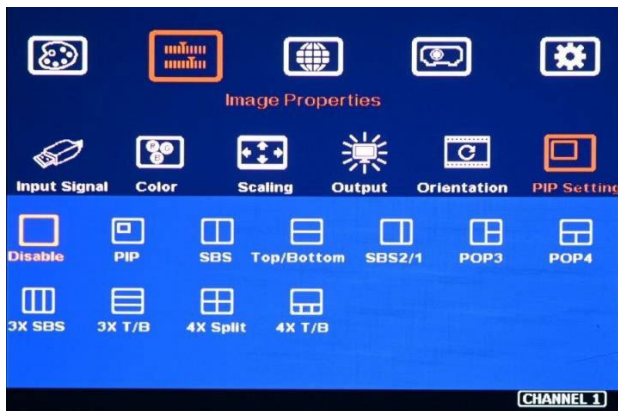 Image Properties
Input Signal Color Scaling Output Orientation PIP Setting
Disable PIP SBS Top/Bottom SBS2/1 POP3 POP4
3X SBS 3X T/B 4X Split 4X T/B
CHANNEL 1